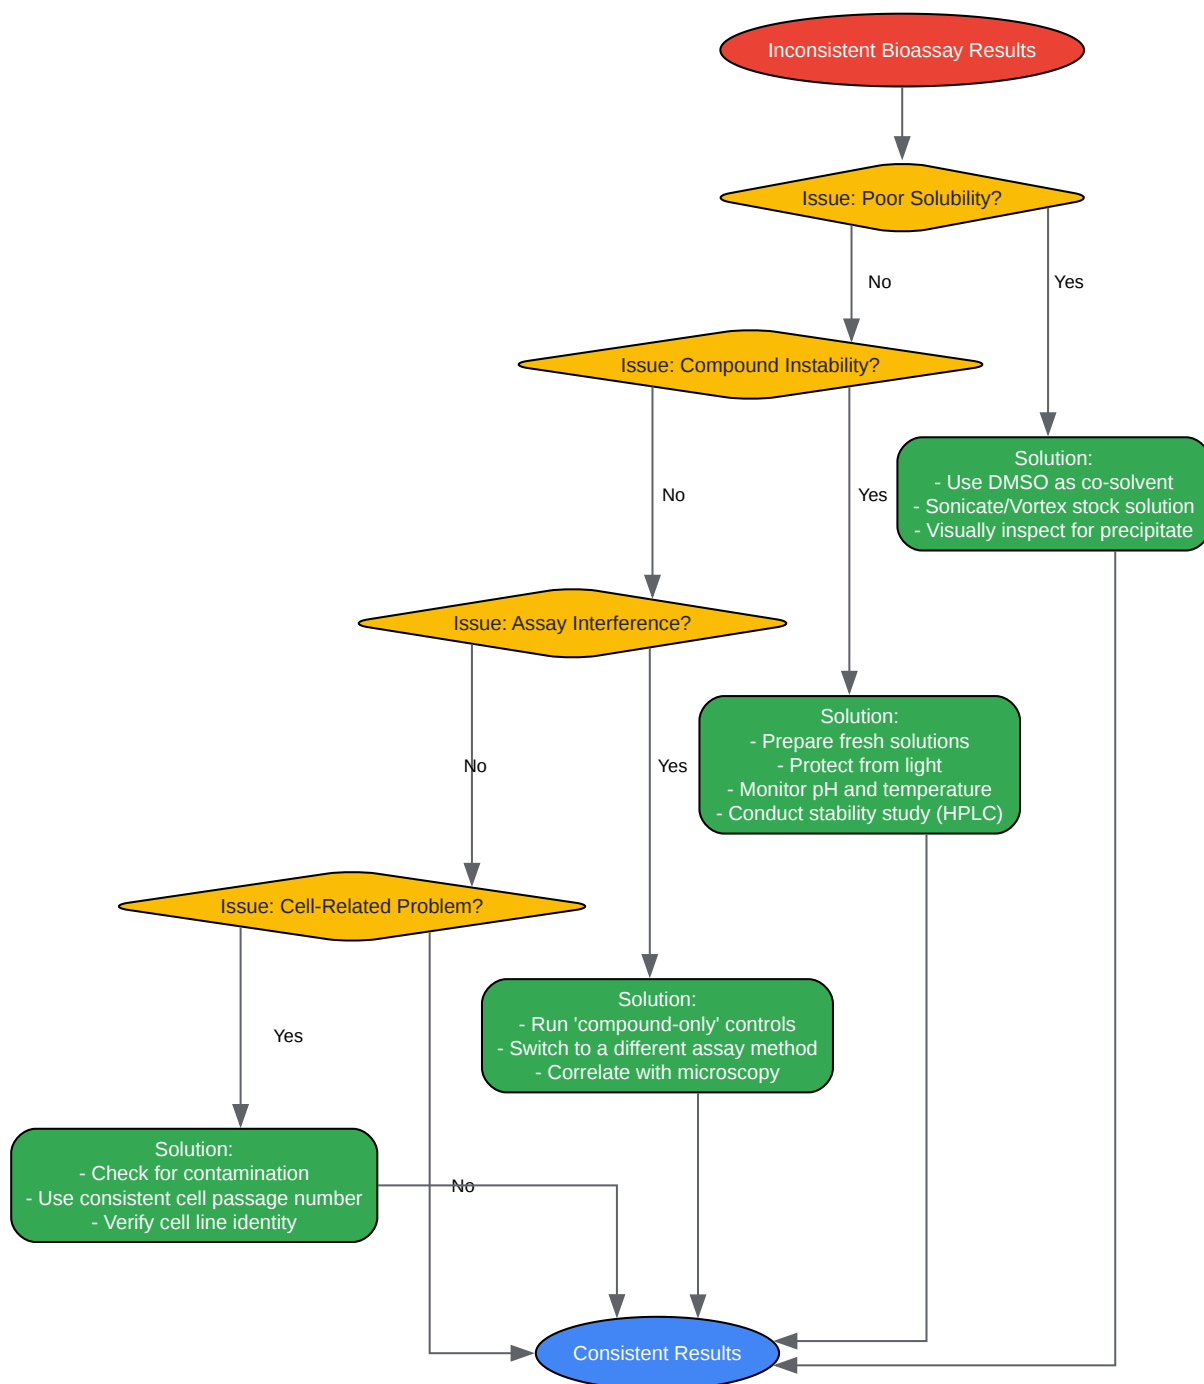 Inconsistent Bioassay Results
Issue: Poor Solubility?
No
Yes
Issue: Compound Instability?
Solution:
- Use DMSO as co-solvent
- Sonicate/Vortex stock solution
- Visually inspect for precipitate
No
Yes
Issue: Assay Interference?
Solution:
- Prepare fresh solutions
- Protect from light
- Monitor pH and temperature
- Conduct stability study (HPLC)
No
Yes
Issue: Cell-Related Problem?
Solution:
- Run 'compound-only' controls
- Switch to a different assay method
- Correlate with microscopy
Yes
No
Solution:
- Check for contamination
- Use consistent cell passage number
- Verify cell line identity
Consistent Results